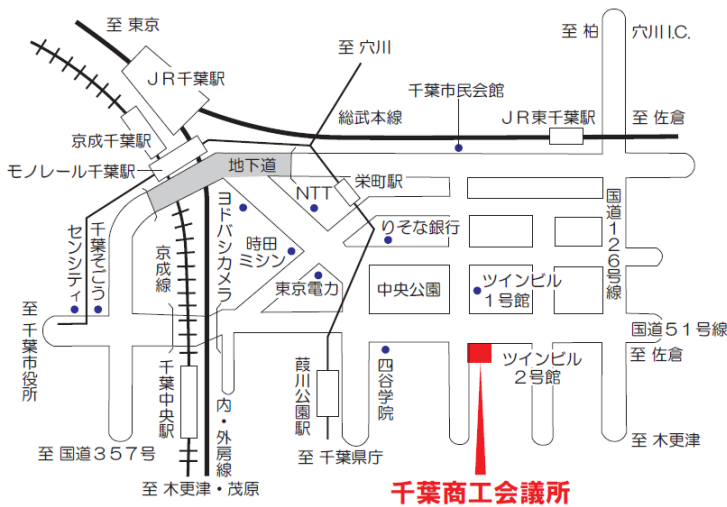 至 東京
至 柏
穴川I.C.
至 穴川
ＪＲ千葉駅
千葉市民会館
総武本線
ＪＲ東千葉駅
至 佐倉
京成千葉駅
モノレール千葉駅
地下道
栄町駅
NTT
りそな銀行
国道126号線
ヨドバシカメラ
時田
ミシン
京成線
千葉そごう
センシティ
東京電力
中央公園
ツインビル
1号館
至 千葉市役所
国道51号線
至 佐倉
ツインビル
2号館
四谷学院
葭川公園駅
千葉中央駅
内・外房線
至 国道357号
至 千葉県庁
至 木更津
至 木更津・茂原
千葉商工会議所